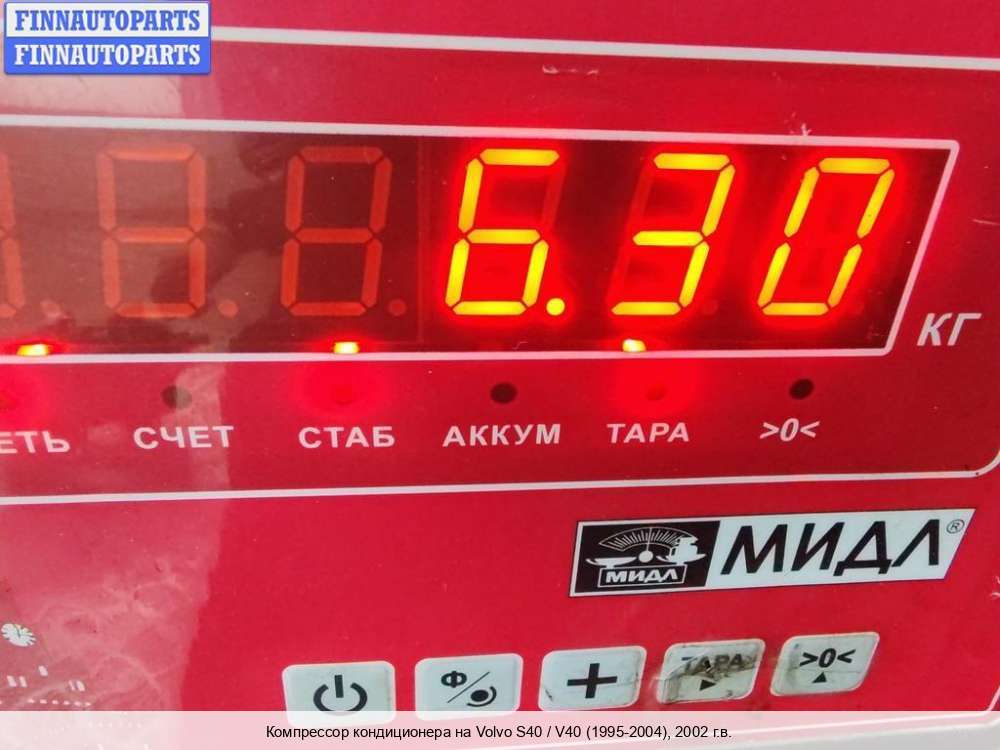 FINNAUTOPARTS
FINNAUTOPARTS
6.30
КГ
ЕТЬ СЧЕТ СТАБ АККУМ ТАРА >0<
МИДЛ МИДЛ®
Ф ТАРА >0<
Компрессор кондиционера на Volvo S40 / V40 (1995-2004), 2002 г.в.